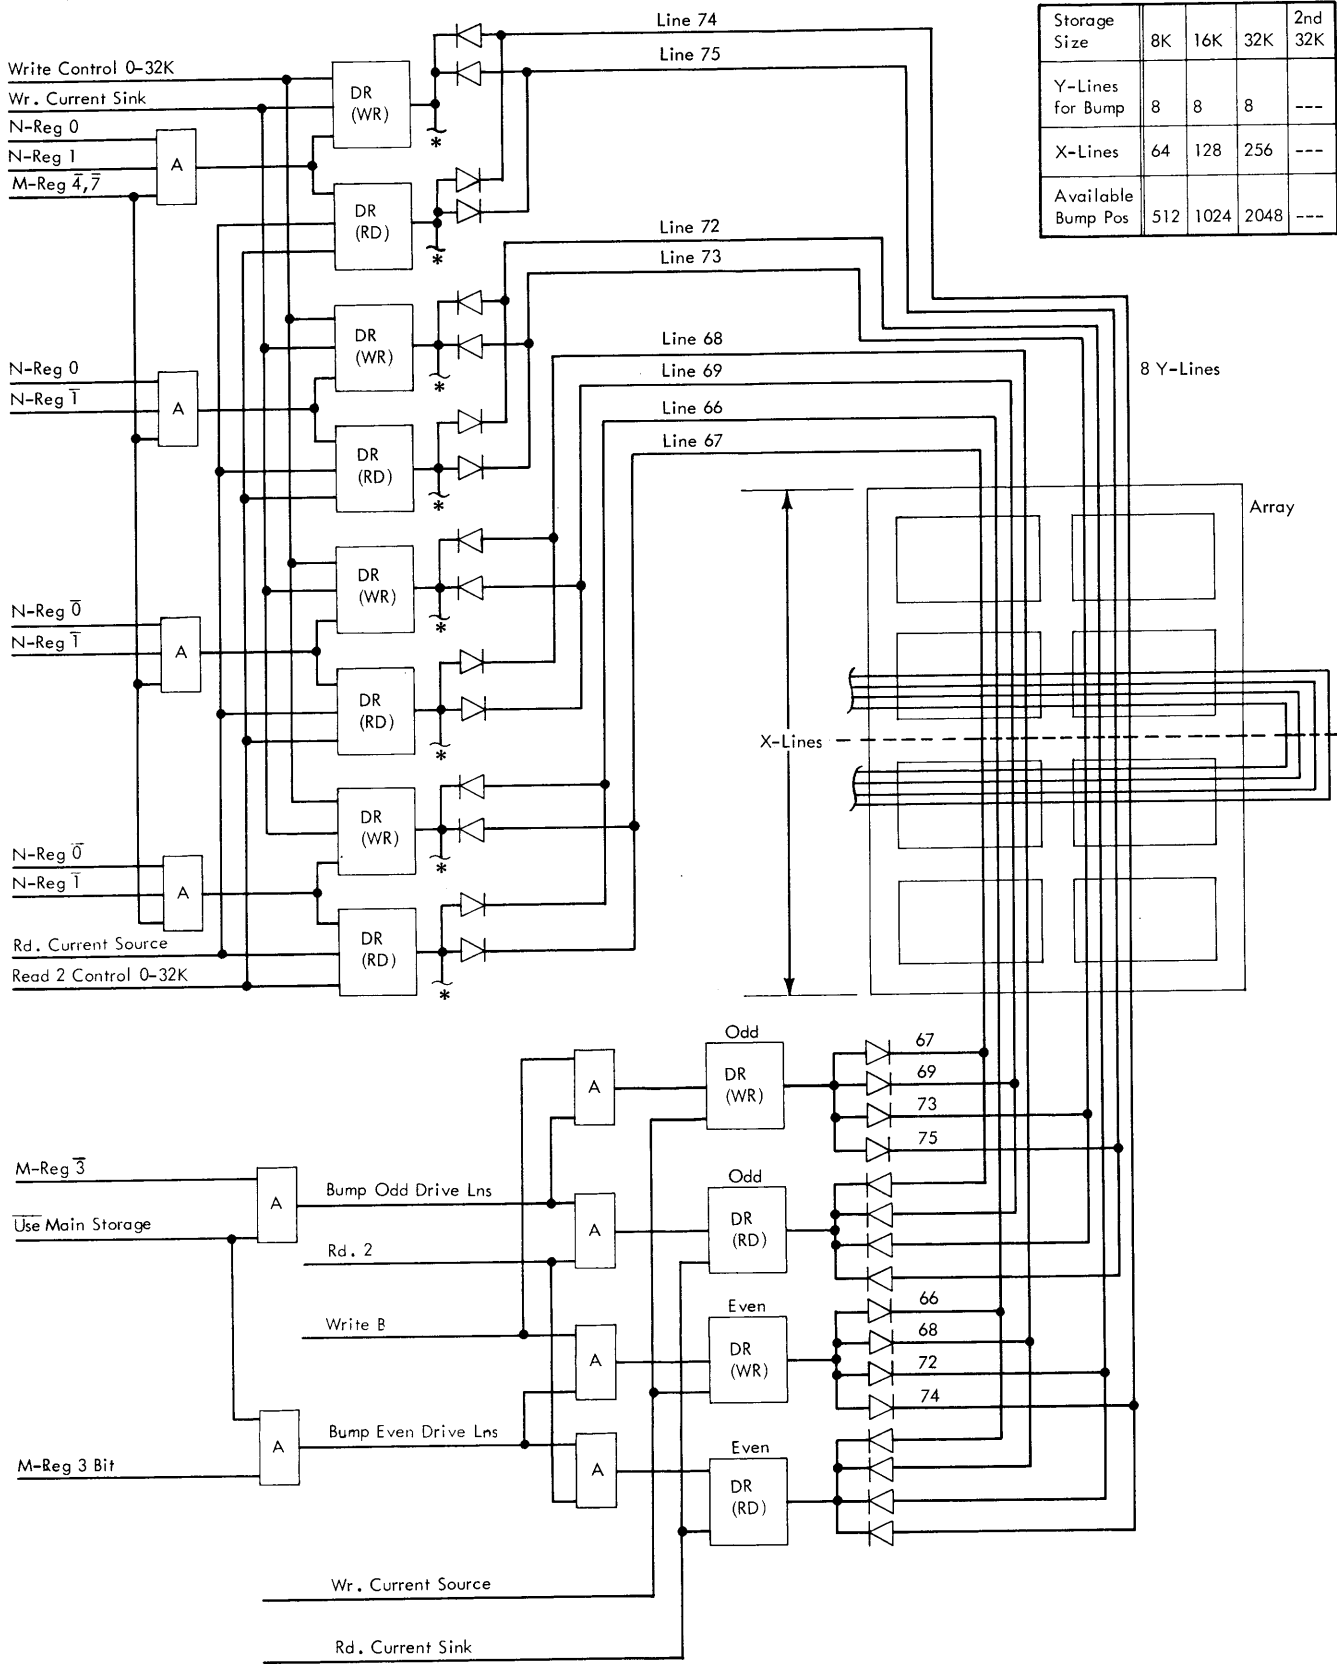 Line 74
Line 75
Storage Size 8K 16K 32K 2nd 32K
Y-Lines for Bump 8 8 8 ---
X-Lines 64 128 256 ---
Available Bump Pos 512 1024 2048 ---
Write Control 0-32K
Wr. Current Sink
N-Reg 0
N-Reg 1
M-Reg 4̅,7̅
A
DR
(WR)
*
DR
(RD)
*
Line 72
Line 73
N-Reg 0
N-Reg 1̅
A
DR
(WR)
*
DR
(RD)
*
Line 68
Line 69
Line 66
Line 67
8 Y-Lines
Array
X-Lines
N-Reg 0̅
N-Reg 1̅
A
DR
(WR)
*
DR
(RD)
*
N-Reg 0̅
N-Reg 1̅
A
DR
(WR)
*
DR
(RD)
*
Rd. Current Source
Read 2 Control 0-32K
Odd
A
DR
(WR)
67
69
73
75
M-Reg 3̅
U̅s̅e̅ Main Storage
A
Bump Odd Drive Lns
Rd. 2
A
Odd
DR
(RD)
Write B
A
Even
DR
(WR)
66
68
72
74
M-Reg 3 Bit
A
Bump Even Drive Lns
A
Even
DR
(RD)
Wr. Current Source
Rd. Current Sink